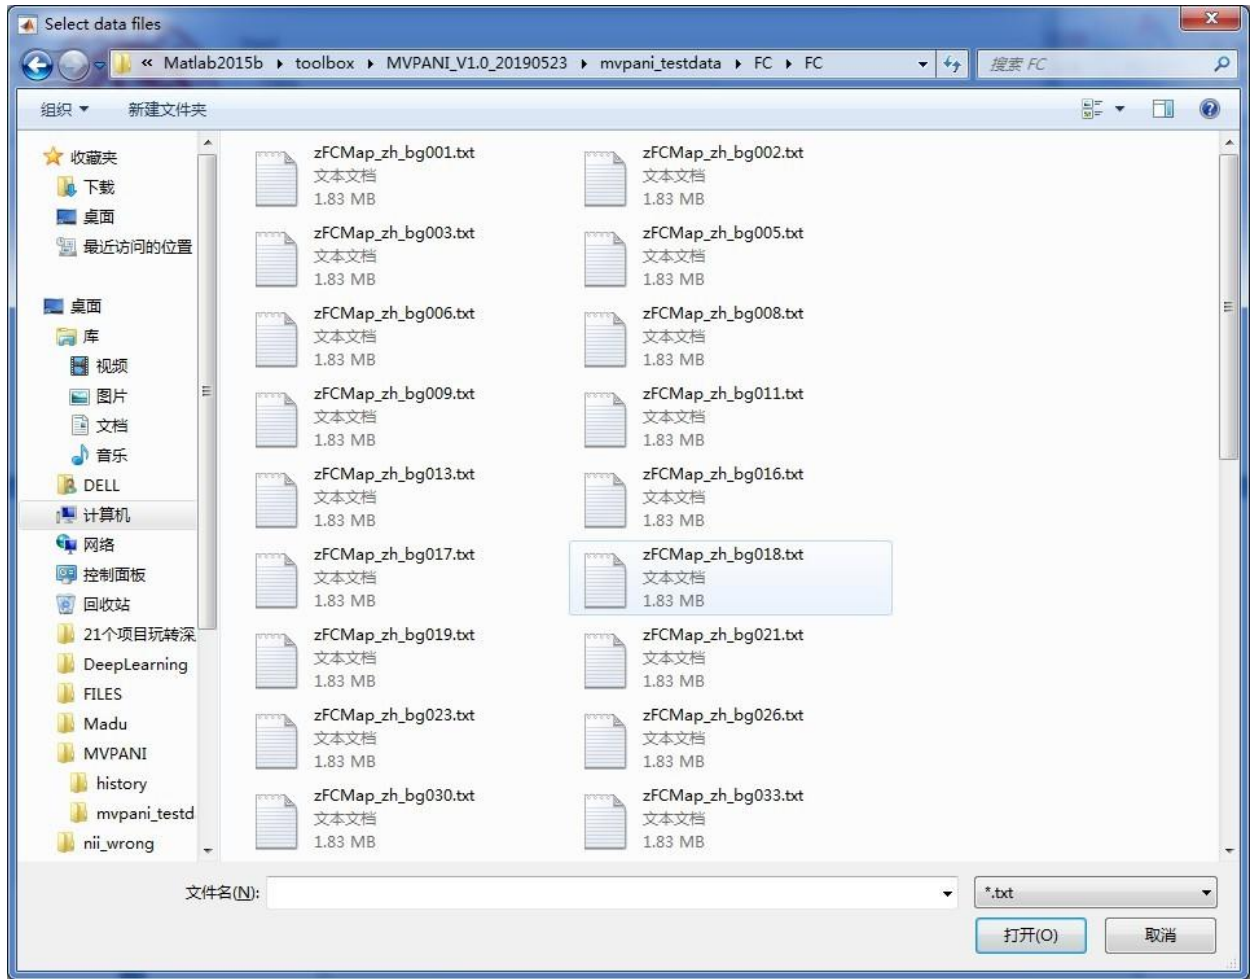 Select data files
« Matlab2015b ▸ toolbox ▸ MVPANI_V1.0_20190523 ▸ mvpani_testdata ▸ FC ▸ FC
搜索 FC
组织
新建文件夹
收藏夹
下载
桌面
最近访问的位置
桌面
库
视频
图片
文档
音乐
DELL
计算机
网络
控制面板
回收站
21个项目玩转深
DeepLearning
FILES
Madu
MVPANI
history
mvpani_testd
nii_wrong
zFCMap_zh_bg001.txt
文本文档
1.83 MB
zFCMap_zh_bg002.txt
文本文档
1.83 MB
zFCMap_zh_bg003.txt
文本文档
1.83 MB
zFCMap_zh_bg005.txt
文本文档
1.83 MB
zFCMap_zh_bg006.txt
文本文档
1.83 MB
zFCMap_zh_bg008.txt
文本文档
1.83 MB
zFCMap_zh_bg009.txt
文本文档
1.83 MB
zFCMap_zh_bg011.txt
文本文档
1.83 MB
zFCMap_zh_bg013.txt
文本文档
1.83 MB
zFCMap_zh_bg016.txt
文本文档
1.83 MB
zFCMap_zh_bg017.txt
文本文档
1.83 MB
zFCMap_zh_bg018.txt
文本文档
1.83 MB
zFCMap_zh_bg019.txt
文本文档
1.83 MB
zFCMap_zh_bg021.txt
文本文档
1.83 MB
zFCMap_zh_bg023.txt
文本文档
1.83 MB
zFCMap_zh_bg026.txt
文本文档
1.83 MB
zFCMap_zh_bg030.txt
文本文档
1.83 MB
zFCMap_zh_bg033.txt
文本文档
1.83 MB
文件名(N):
*.txt
打开(O)
取消